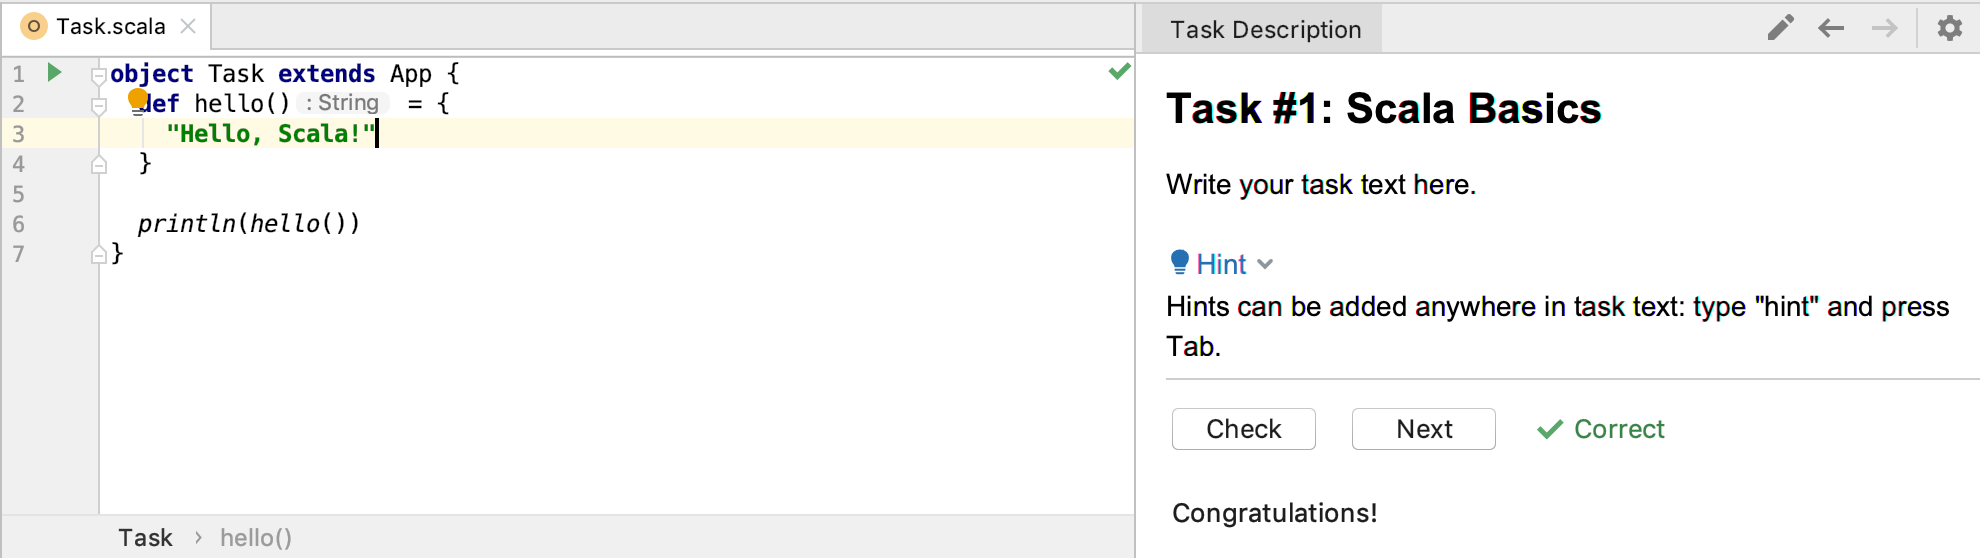 Task.scala
1 object Task extends App {
2 def hello() : String = {
3 "Hello, Scala!"
4 }
5
6 println(hello())
7 }
Task › hello()
Task Description
Task #1: Scala Basics
Write your task text here.
Hint
Hints can be added anywhere in task text: type "hint" and press
Tab.
Check Next Correct
Congratulations!